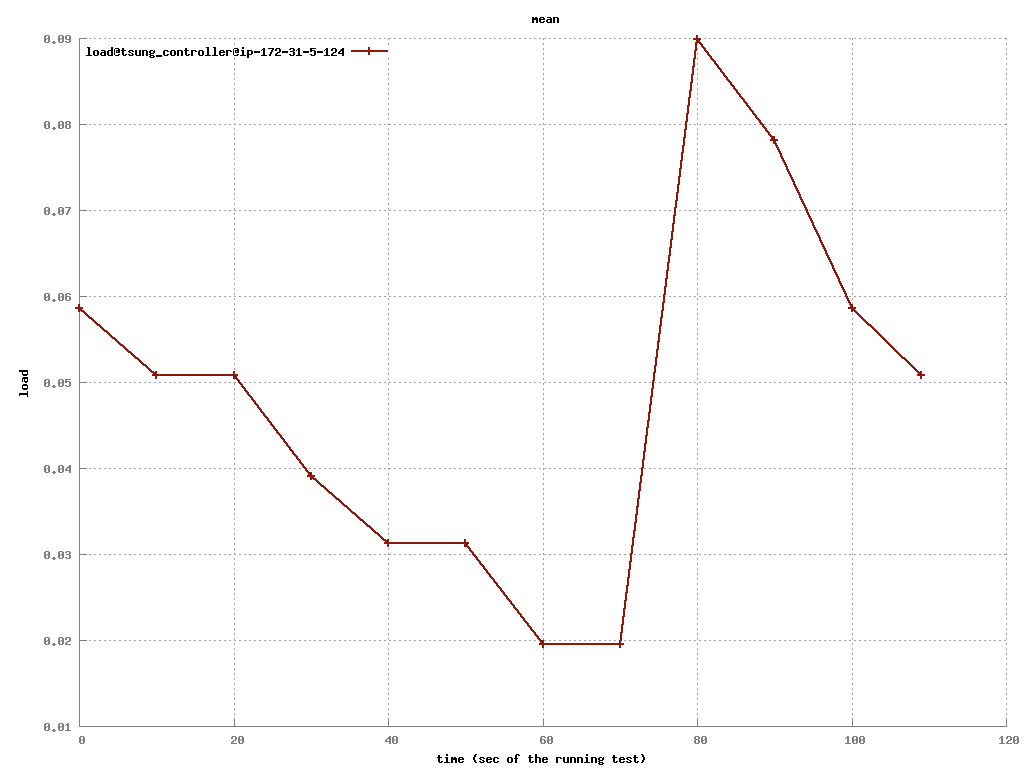 mean
load@tsung_controller@ip-172-31-5-124
0.09
0.08
0.07
0.06
0.05
0.04
0.03
0.02
0.01
load
0 20 40 60 80 100 120
time (sec of the running test)